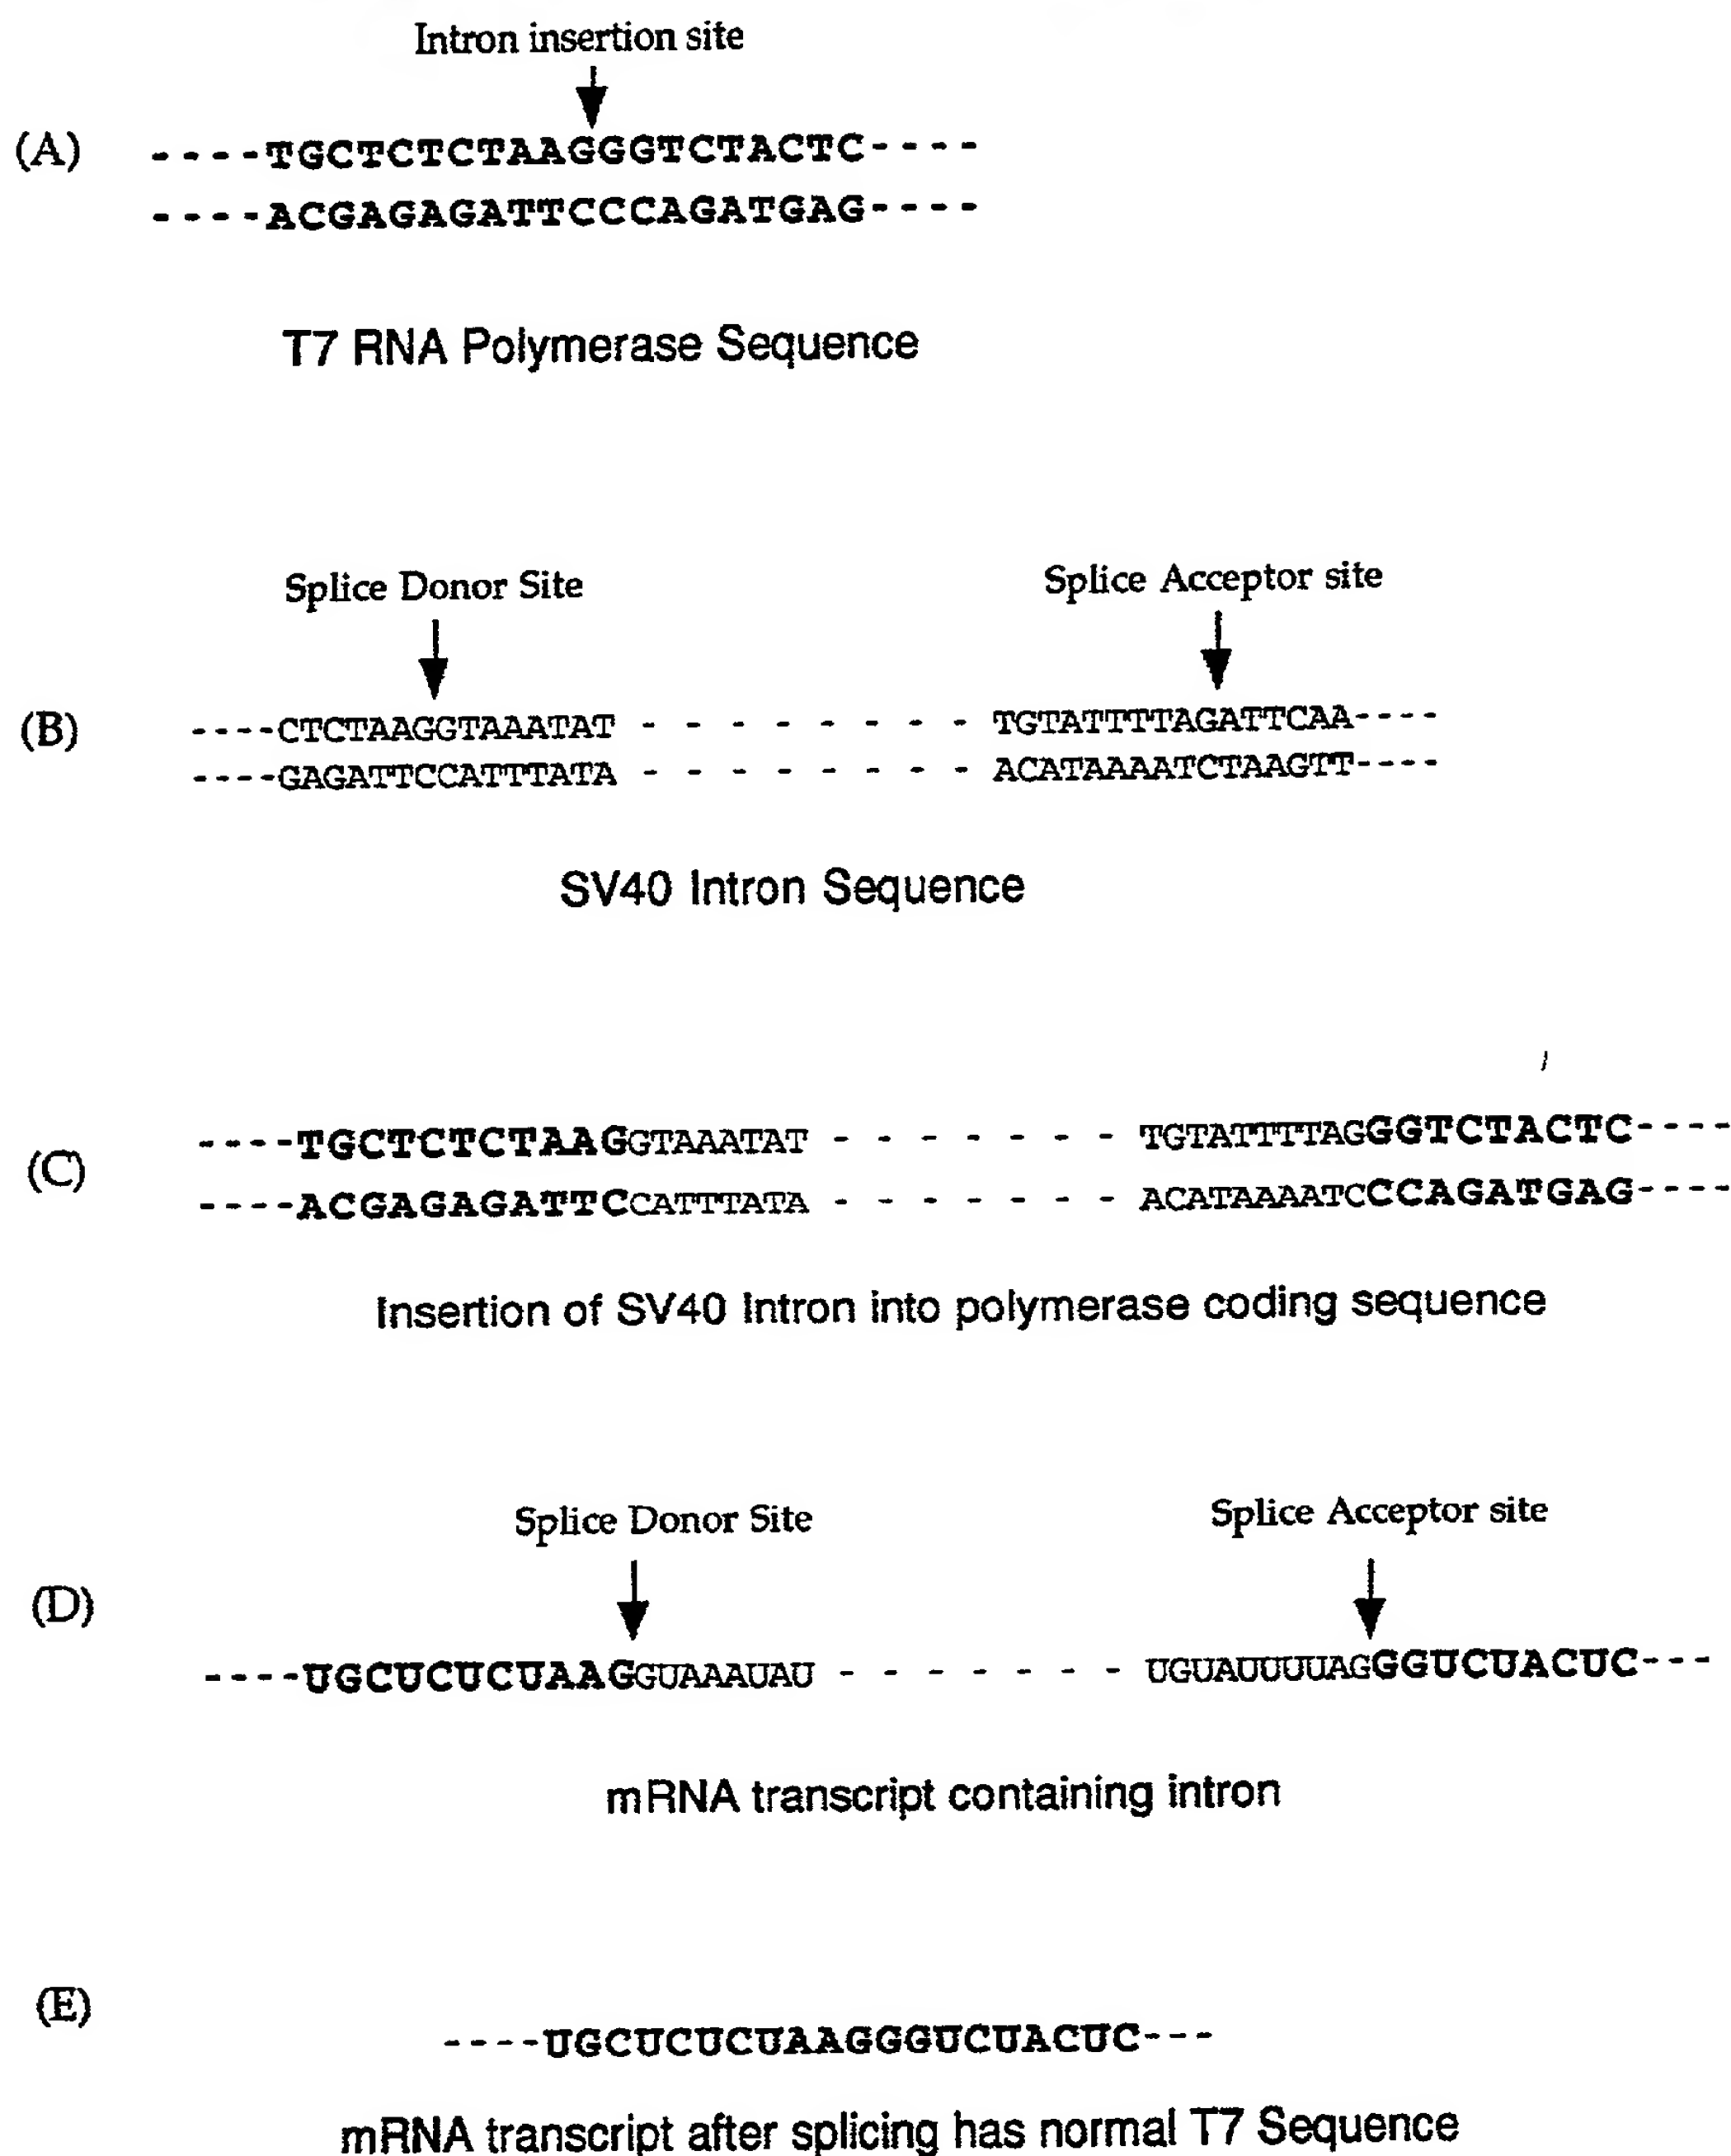 Intron insertion site
(A) ----TGCTCTCTAAGGGTCTACTC----
----ACGAGAGATTCCCAGATGAG----
T7 RNA Polymerase Sequence
Splice Donor Site Splice Acceptor site
(B) ----CTCTAAGGTAAATAT - - - - - - - - TGTATTTTAGATTCAA----
----GAGATTCCATTTATA - - - - - - - - ACATAAAATCTAAGTT----
SV40 Intron Sequence
(C) ----TGCTCTCTAAGGTAAATAT - - - - - - - TGTATTTTAGGGTCTACTC----
----ACGAGAGATTCCATTTATA - - - - - - - ACATAAAATCCCAGATGAG----
Insertion of SV40 Intron into polymerase coding sequence
Splice Donor Site Splice Acceptor site
(D) ----UGCUCUCUAAGGUAAAUAU - - - - - - - UGUAUUUUAGGGUCUACUC---
mRNA transcript containing intron
(E)
----UGCUCUCUAAGGGUCUACUC---
mRNA transcript after splicing has normal T7 Sequence